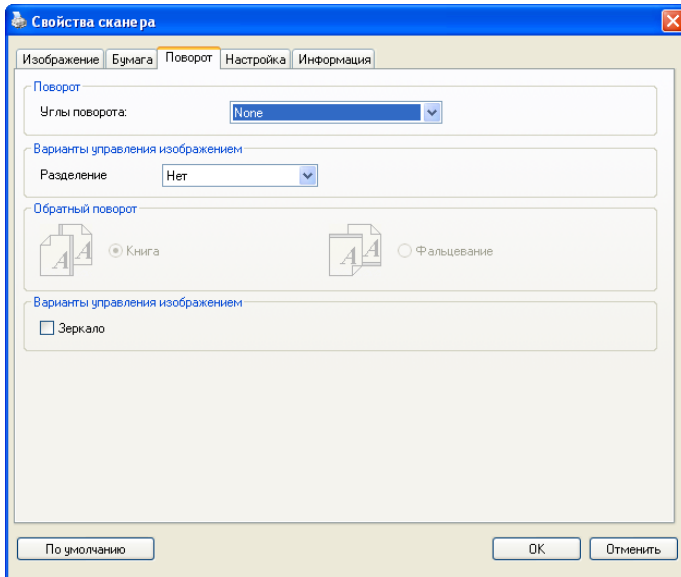 Свойства сканера
Изображение Бумага Поворот Настройка Информация
Поворот
Углы поворота: None
Варианты управления изображением
Разделение Нет
Обратный поворот
A A Книга A A Фальцевание
Варианты управления изображением
Зеркало
По умолчанию OK Отменить